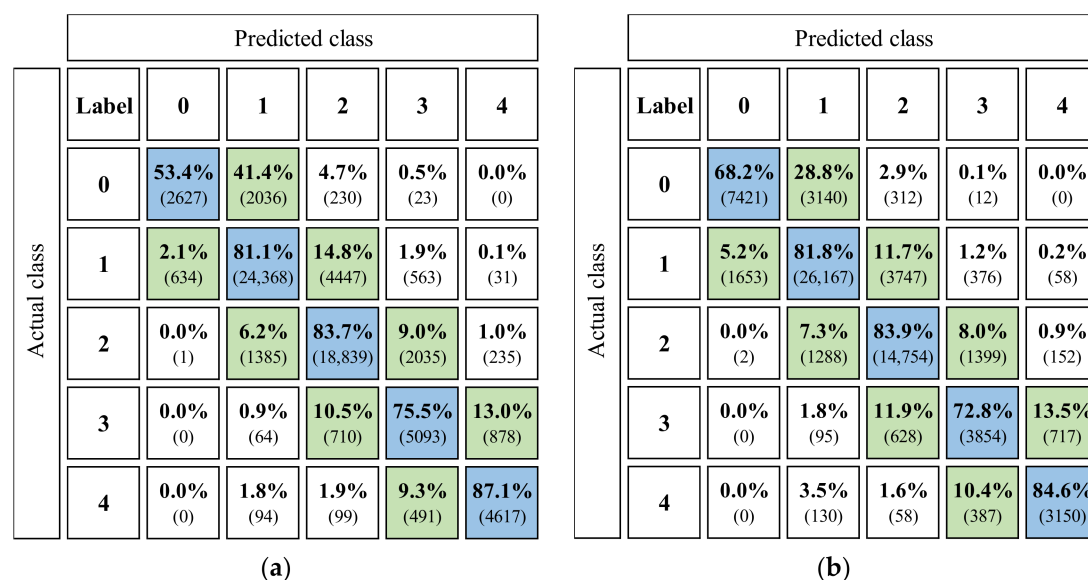 Predicted class
Actual class
Label 0 1 2 3 4
0 53.4% 41.4% 4.7% 0.5% 0.0%
(2627) (2036) (230) (23) (0)
1 2.1% 81.1% 14.8% 1.9% 0.1%
(634) (24,368) (4447) (563) (31)
2 0.0% 6.2% 83.7% 9.0% 1.0%
(1) (1385) (18,839) (2035) (235)
3 0.0% 0.9% 10.5% 75.5% 13.0%
(0) (64) (710) (5093) (878)
4 0.0% 1.8% 1.9% 9.3% 87.1%
(0) (94) (99) (491) (4617)
(a)
Predicted class
Actual class
Label 0 1 2 3 4
0 68.2% 28.8% 2.9% 0.1% 0.0%
(7421) (3140) (312) (12) (0)
1 5.2% 81.8% 11.7% 1.2% 0.2%
(1653) (26,167) (3747) (376) (58)
2 0.0% 7.3% 83.9% 8.0% 0.9%
(2) (1288) (14,754) (1399) (152)
3 0.0% 1.8% 11.9% 72.8% 13.5%
(0) (95) (628) (3854) (717)
4 0.0% 3.5% 1.6% 10.4% 84.6%
(0) (130) (58) (387) (3150)
(b)